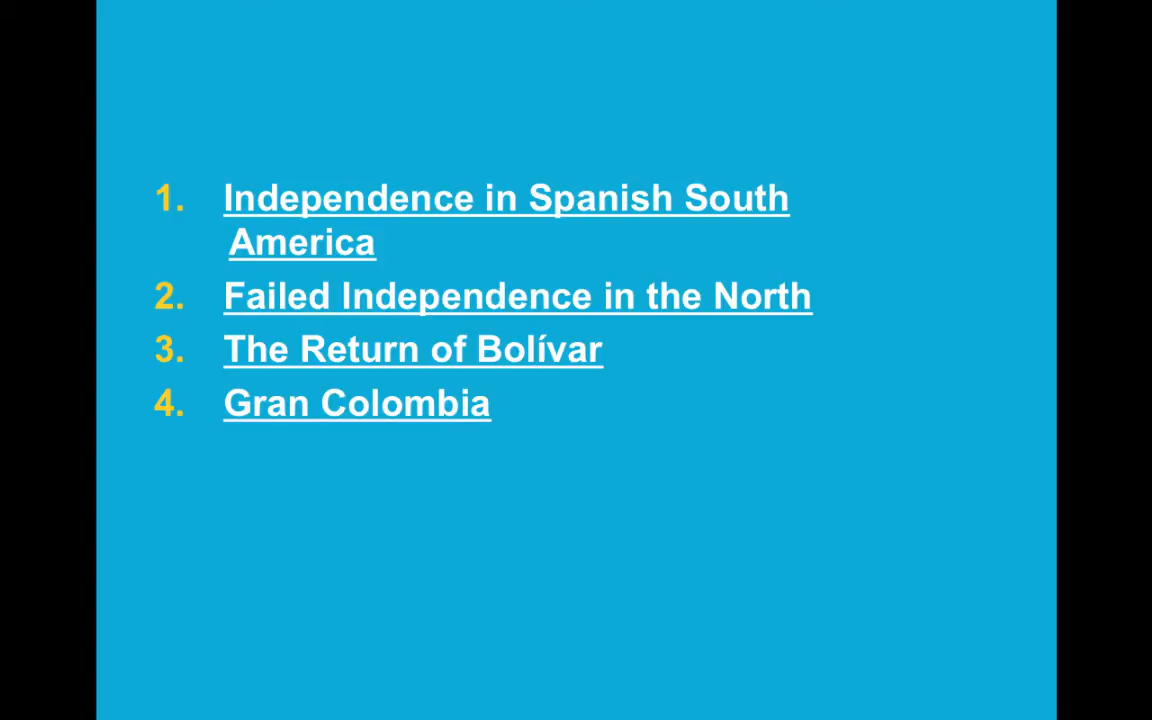 1. Independence in Spanish South
America
2. Failed Independence in the North
3. The Return of Bolívar
4. Gran Colombia